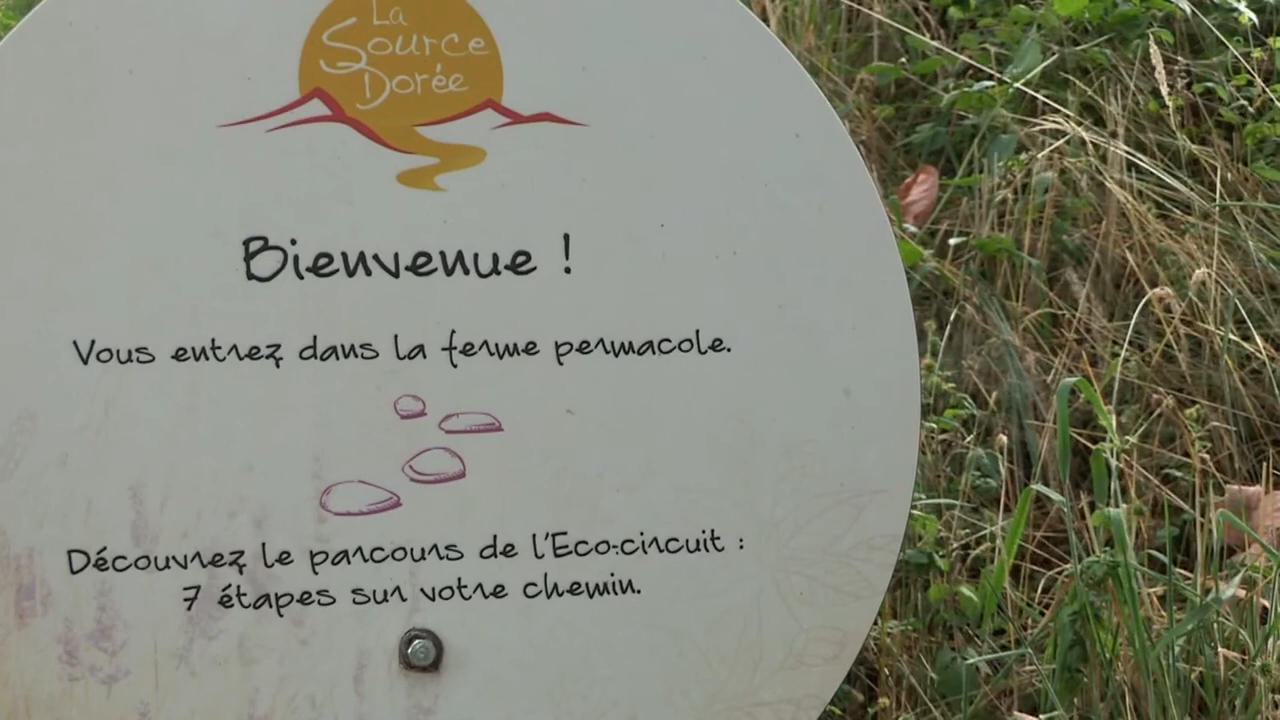 La
Source
Dorée
Bienvenue !
Vous entrez dans la ferme permacole.
Découvrez le parcours de l'Eco-circuit :
7 étapes sur votre chemin.